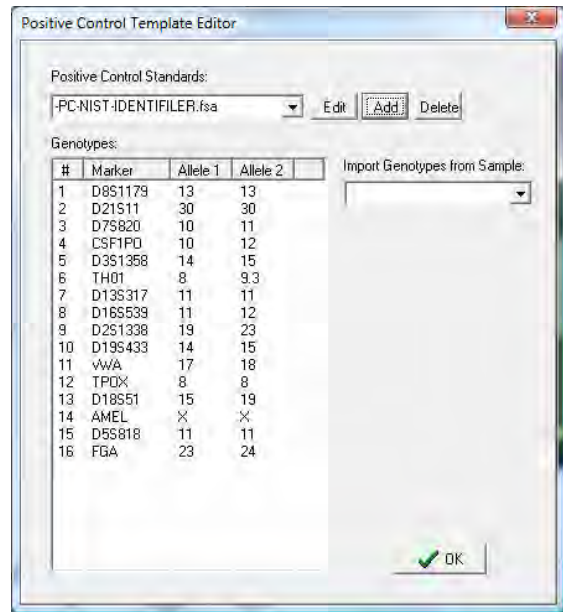 Positive Control Template Editor
Positive Control Standards:
-PC-NIST-IDENTIFILER.fsa Edit Add Delete
Genotypes:
Import Genotypes from Sample:
# Marker Allele 1 Allele 2
1 D8S1179 13 13
2 D21S11 30 30
3 D7S820 10 11
4 CSF1PO 10 12
5 D3S1358 14 15
6 TH01 8 9.3
7 D13S317 11 11
8 D16S539 11 12
9 D2S1338 19 23
10 D19S433 14 15
11 vWA 17 18
12 TPOX 8 8
13 D18S51 15 19
14 AMEL X X
15 D5S818 11 11
16 FGA 23 24
OK